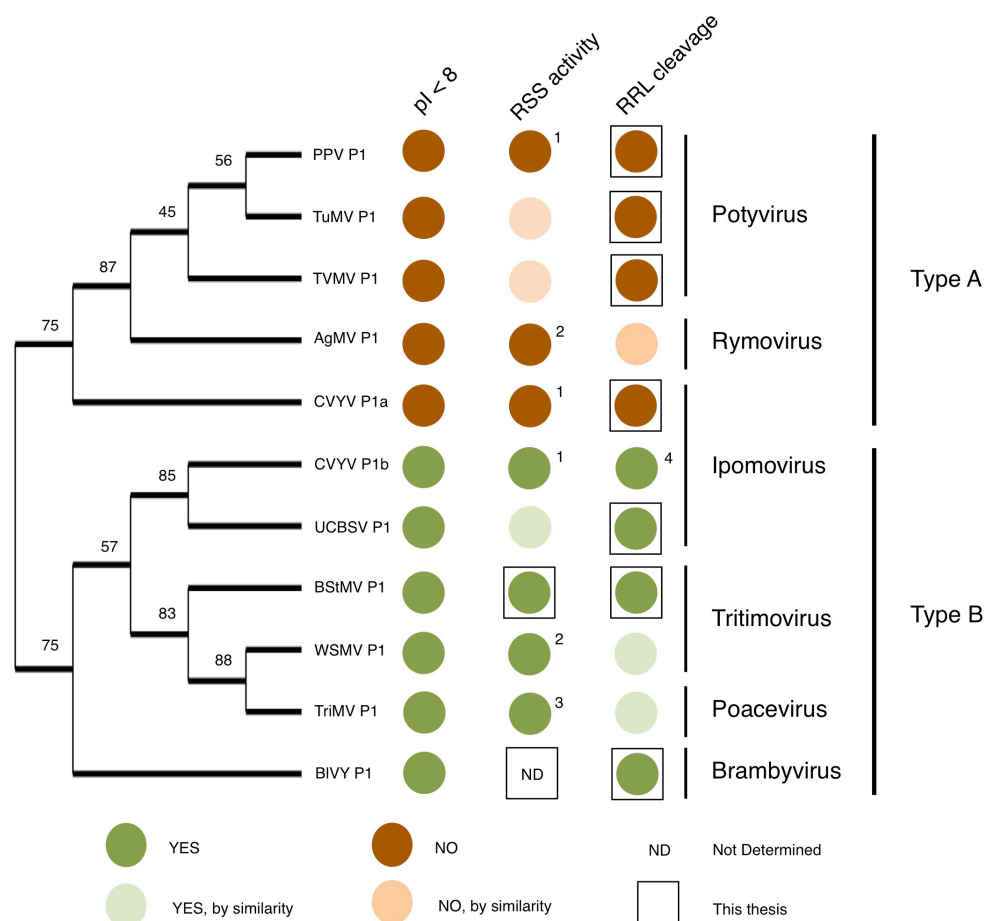 pI < 8
RSS activity
RRL cleavage
56
PPV P1
1
45
TuMV P1
Potyvirus
87
TVMV P1
Type A
75
AgMV P1
2
Rymovirus
CVYV P1a
1
CVYV P1b
1
4
Ipomovirus
85
UCBSV P1
57
BStMV P1
83
Tritimovirus
Type B
75
WSMV P1
2
88
TriMV P1
3
Poacevirus
BlVY P1
ND
Brambyvirus
YES
NO
ND
Not Determined
YES, by similarity
NO, by similarity
This thesis